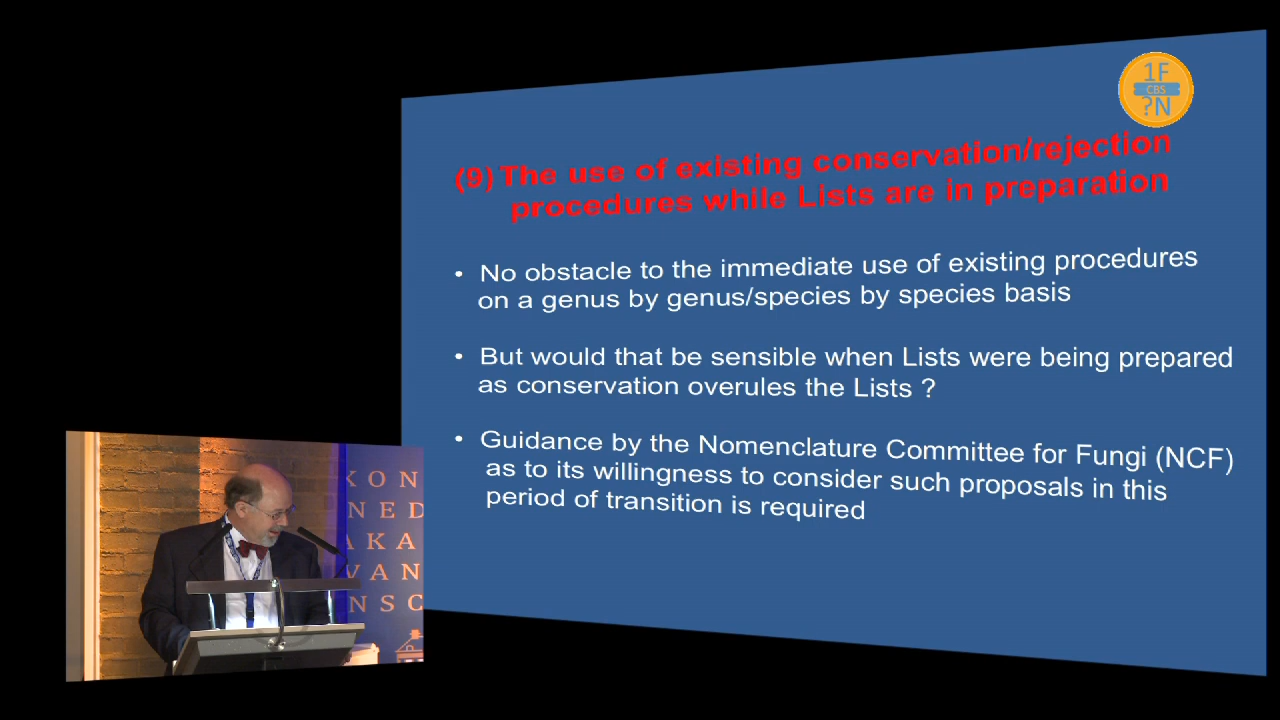 1F
CBS
?N
(9) The use of existing conservation/rejection
procedures while Lists are in preparation
• No obstacle to the immediate use of existing procedures
on a genus by genus/species by species basis
• But would that be sensible when Lists were being prepared
as conservation overules the Lists ?
• Guidance by the Nomenclature Committee for Fungi (NCF)
as to its willingness to consider such proposals in this
period of transition is required
KON
NED
AKA
VAN
NSC